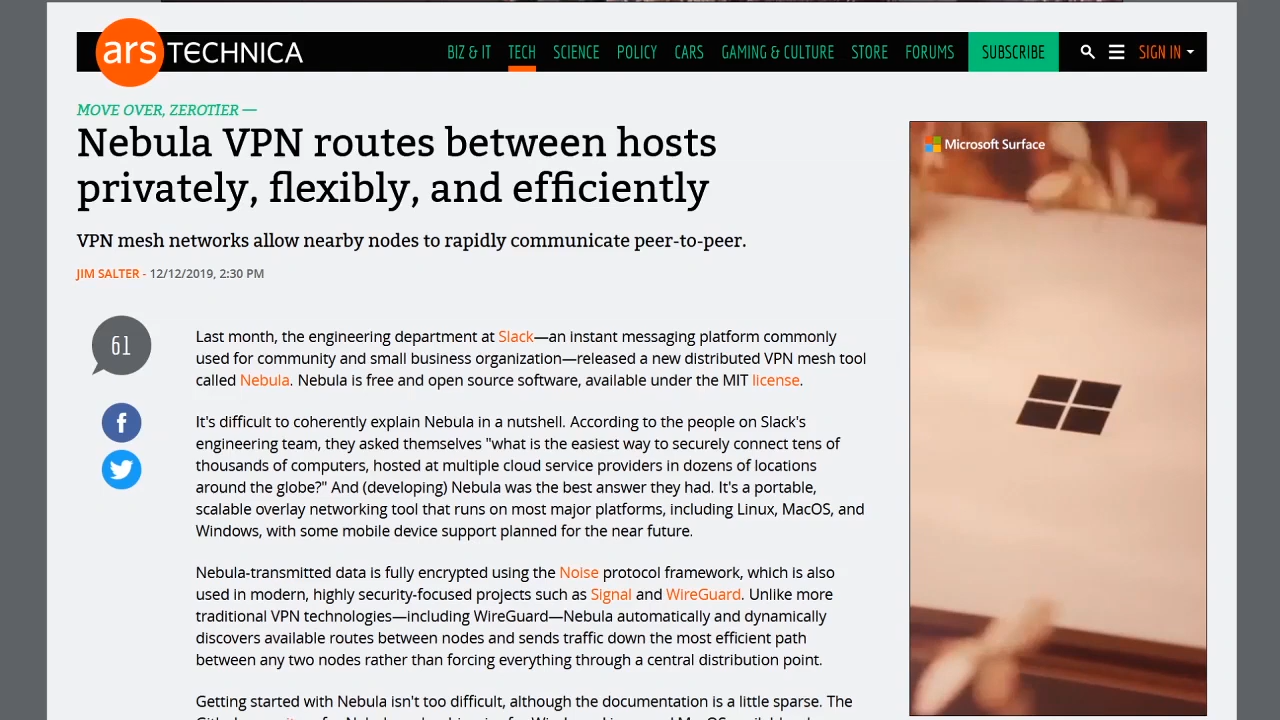 ars TECHNICA
BIZ & IT TECH SCIENCE POLICY CARS GAMING & CULTURE STORE FORUMS SUBSCRIBE SIGN IN
MOVE OVER, ZEROTIER —
Nebula VPN routes between hosts
privately, flexibly, and efficiently
VPN mesh networks allow nearby nodes to rapidly communicate peer-to-peer.
JIM SALTER - 12/12/2019, 2:30 PM
Microsoft Surface
61
Last month, the engineering department at Slack—an instant messaging platform commonly
used for community and small business organization—released a new distributed VPN mesh tool
called Nebula. Nebula is free and open source software, available under the MIT license.
It's difficult to coherently explain Nebula in a nutshell. According to the people on Slack's
engineering team, they asked themselves "what is the easiest way to securely connect tens of
thousands of computers, hosted at multiple cloud service providers in dozens of locations
around the globe?" And (developing) Nebula was the best answer they had. It's a portable,
scalable overlay networking tool that runs on most major platforms, including Linux, MacOS, and
Windows, with some mobile device support planned for the near future.
Nebula-transmitted data is fully encrypted using the Noise protocol framework, which is also
used in modern, highly security-focused projects such as Signal and WireGuard. Unlike more
traditional VPN technologies—including WireGuard—Nebula automatically and dynamically
discovers available routes between nodes and sends traffic down the most efficient path
between any two nodes rather than forcing everything through a central distribution point.
Getting started with Nebula isn't too difficult, although the documentation is a little sparse. The